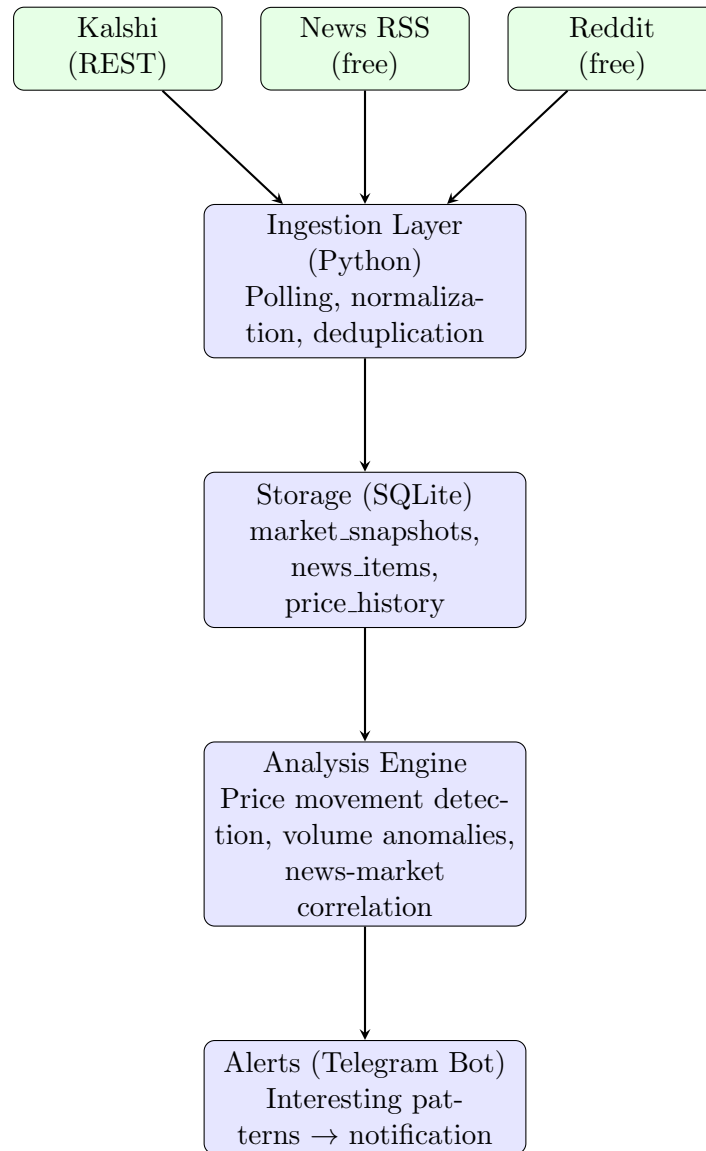 Kalshi
(REST)
News RSS
(free)
Reddit
(free)
Ingestion Layer
(Python)
Polling, normaliza-
tion, deduplication
Storage (SQLite)
market_snapshots,
news_items,
price_history
Analysis Engine
Price movement detec-
tion, volume anomalies,
news-market
correlation
Alerts (Telegram Bot)
Interesting pat-
terns → notification